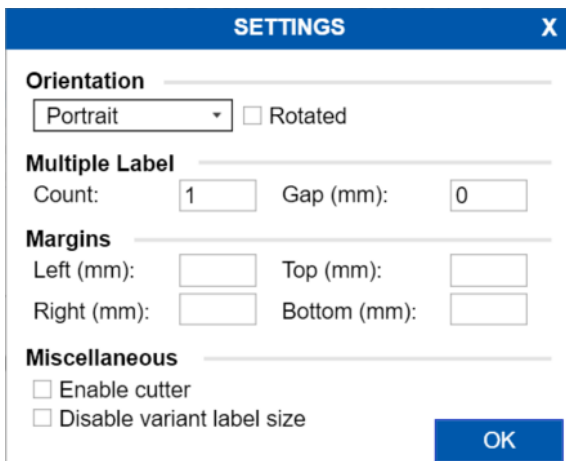 SETTINGS X
Orientation
Portrait Rotated
Multiple Label
Count: 1 Gap (mm): 0
Margins
Left (mm): Top (mm):
Right (mm): Bottom (mm):
Miscellaneous
Enable cutter
Disable variant label size
OK